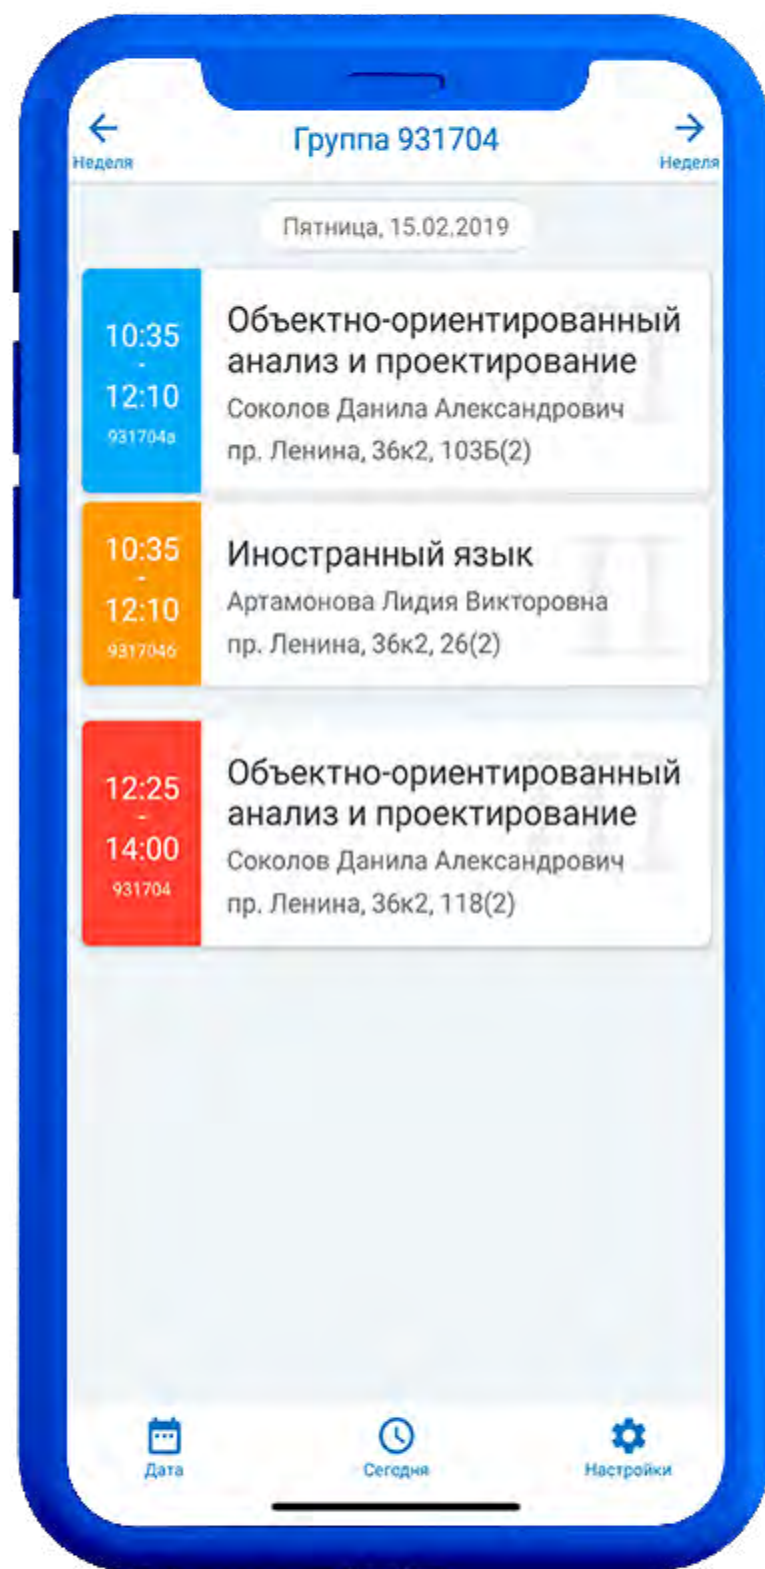 Группа 931704
Неделя
Неделя
Пятница, 15.02.2019
10:35
-
12:10
931704а
Объектно-ориентированный
анализ и проектирование
Соколов Данила Александрович
пр. Ленина, 36к2, 103Б(2)
10:35
-
12:10
931704б
Иностранный язык
Артамонова Лидия Викторовна
пр. Ленина, 36к2, 26(2)
12:25
-
14:00
931704
Объектно-ориентированный
анализ и проектирование
Соколов Данила Александрович
пр. Ленина, 36к2, 118(2)
Дата
Сегодня
Настройки